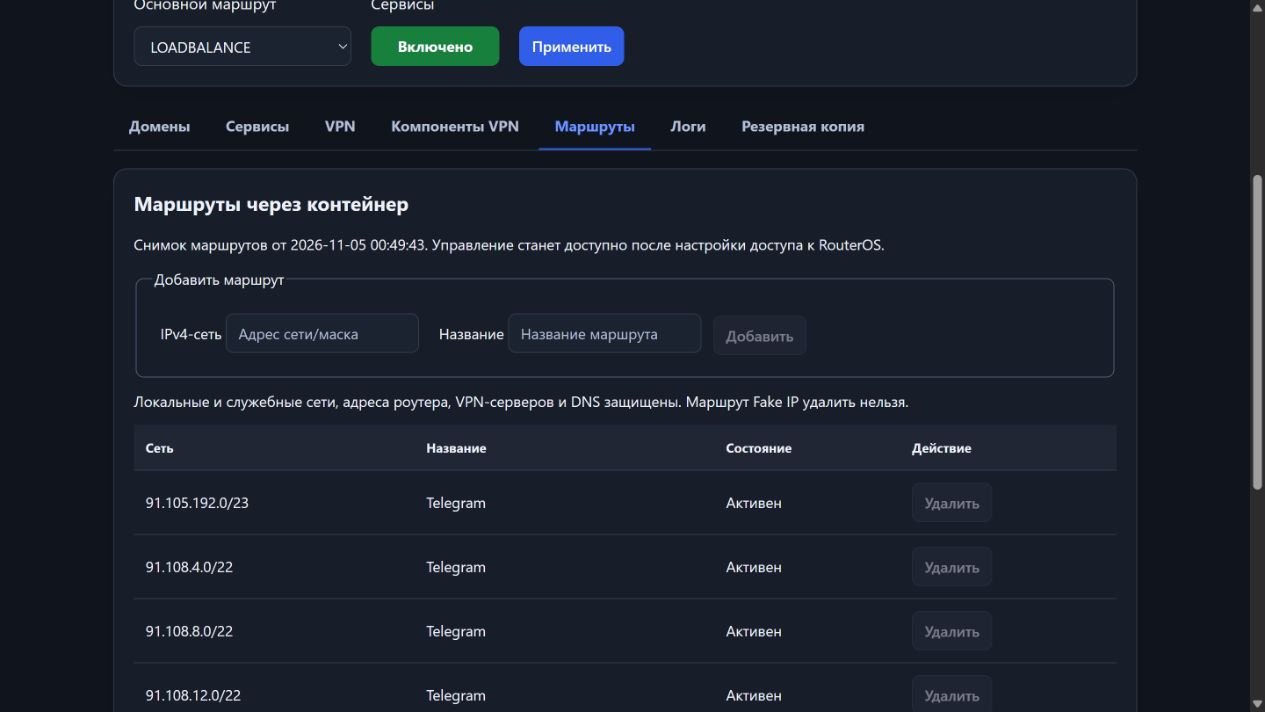 Основной маршрут Сервисы
LOADBALANCE Включено Применить
Домены Сервисы VPN Компоненты VPN Маршруты Логи Резервная копия
Маршруты через контейнер
Снимок маршрутов от 2026-11-05 00:49:43. Управление станет доступно после настройки доступа к RouterOS.
Добавить маршрут
IPv4-сеть Адрес сети/маска Название Название маршрута Добавить
Локальные и служебные сети, адреса роутера, VPN-серверов и DNS защищены. Маршрут Fake IP удалить нельзя.
Сеть Название Состояние Действие
91.105.192.0/23 Telegram Активен Удалить
91.108.4.0/22 Telegram Активен Удалить
91.108.8.0/22 Telegram Активен Удалить
91.108.12.0/22 Telegram Активен Удалить